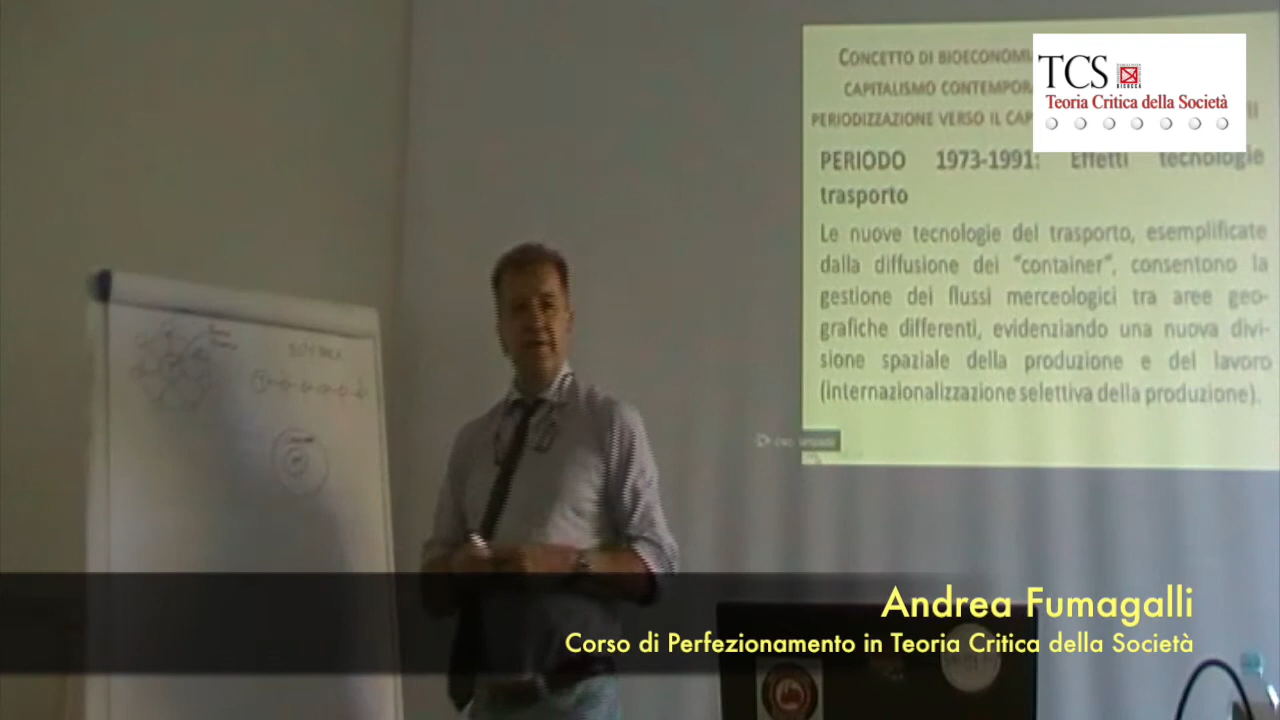 CONCETTO DI BIOECONOMI
CAPITALISMO CONTEMPOR
PERIODIZZAZIONE VERSO IL CAP
TCS
BICOCCA
Teoria Critica della Società
PERIODO 1973-1991: Effetti tecnologie
trasporto
Le nuove tecnologie del trasporto, esemplificate
dalla diffusione dei “container”, consentono la
gestione dei flussi merceologici tra aree geo-
grafiche differenti, evidenziando una nuova divi-
sione spaziale della produzione e del lavoro
(internazionalizzazione selettiva della produzione).
Andrea Fumagalli
Corso di Perfezionamento in Teoria Critica della Società